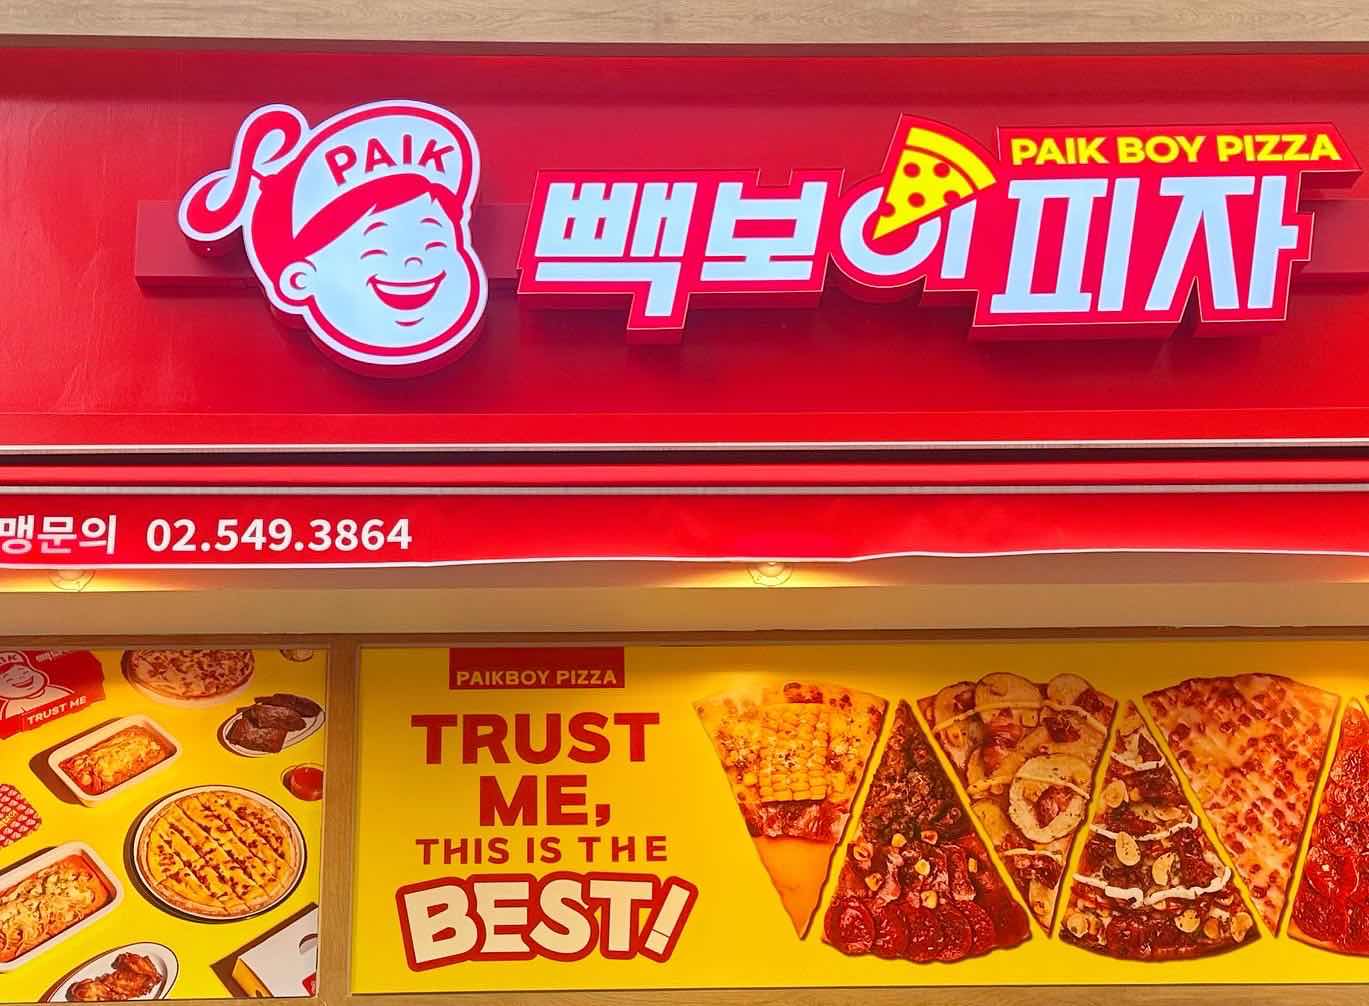 PAIK
PAIK BOY PIZZA
빽보이피자
맹문의 02.549.3864
TRUST ME
PAIKBOY PIZZA
TRUST
ME,
THIS IS THE
BEST!